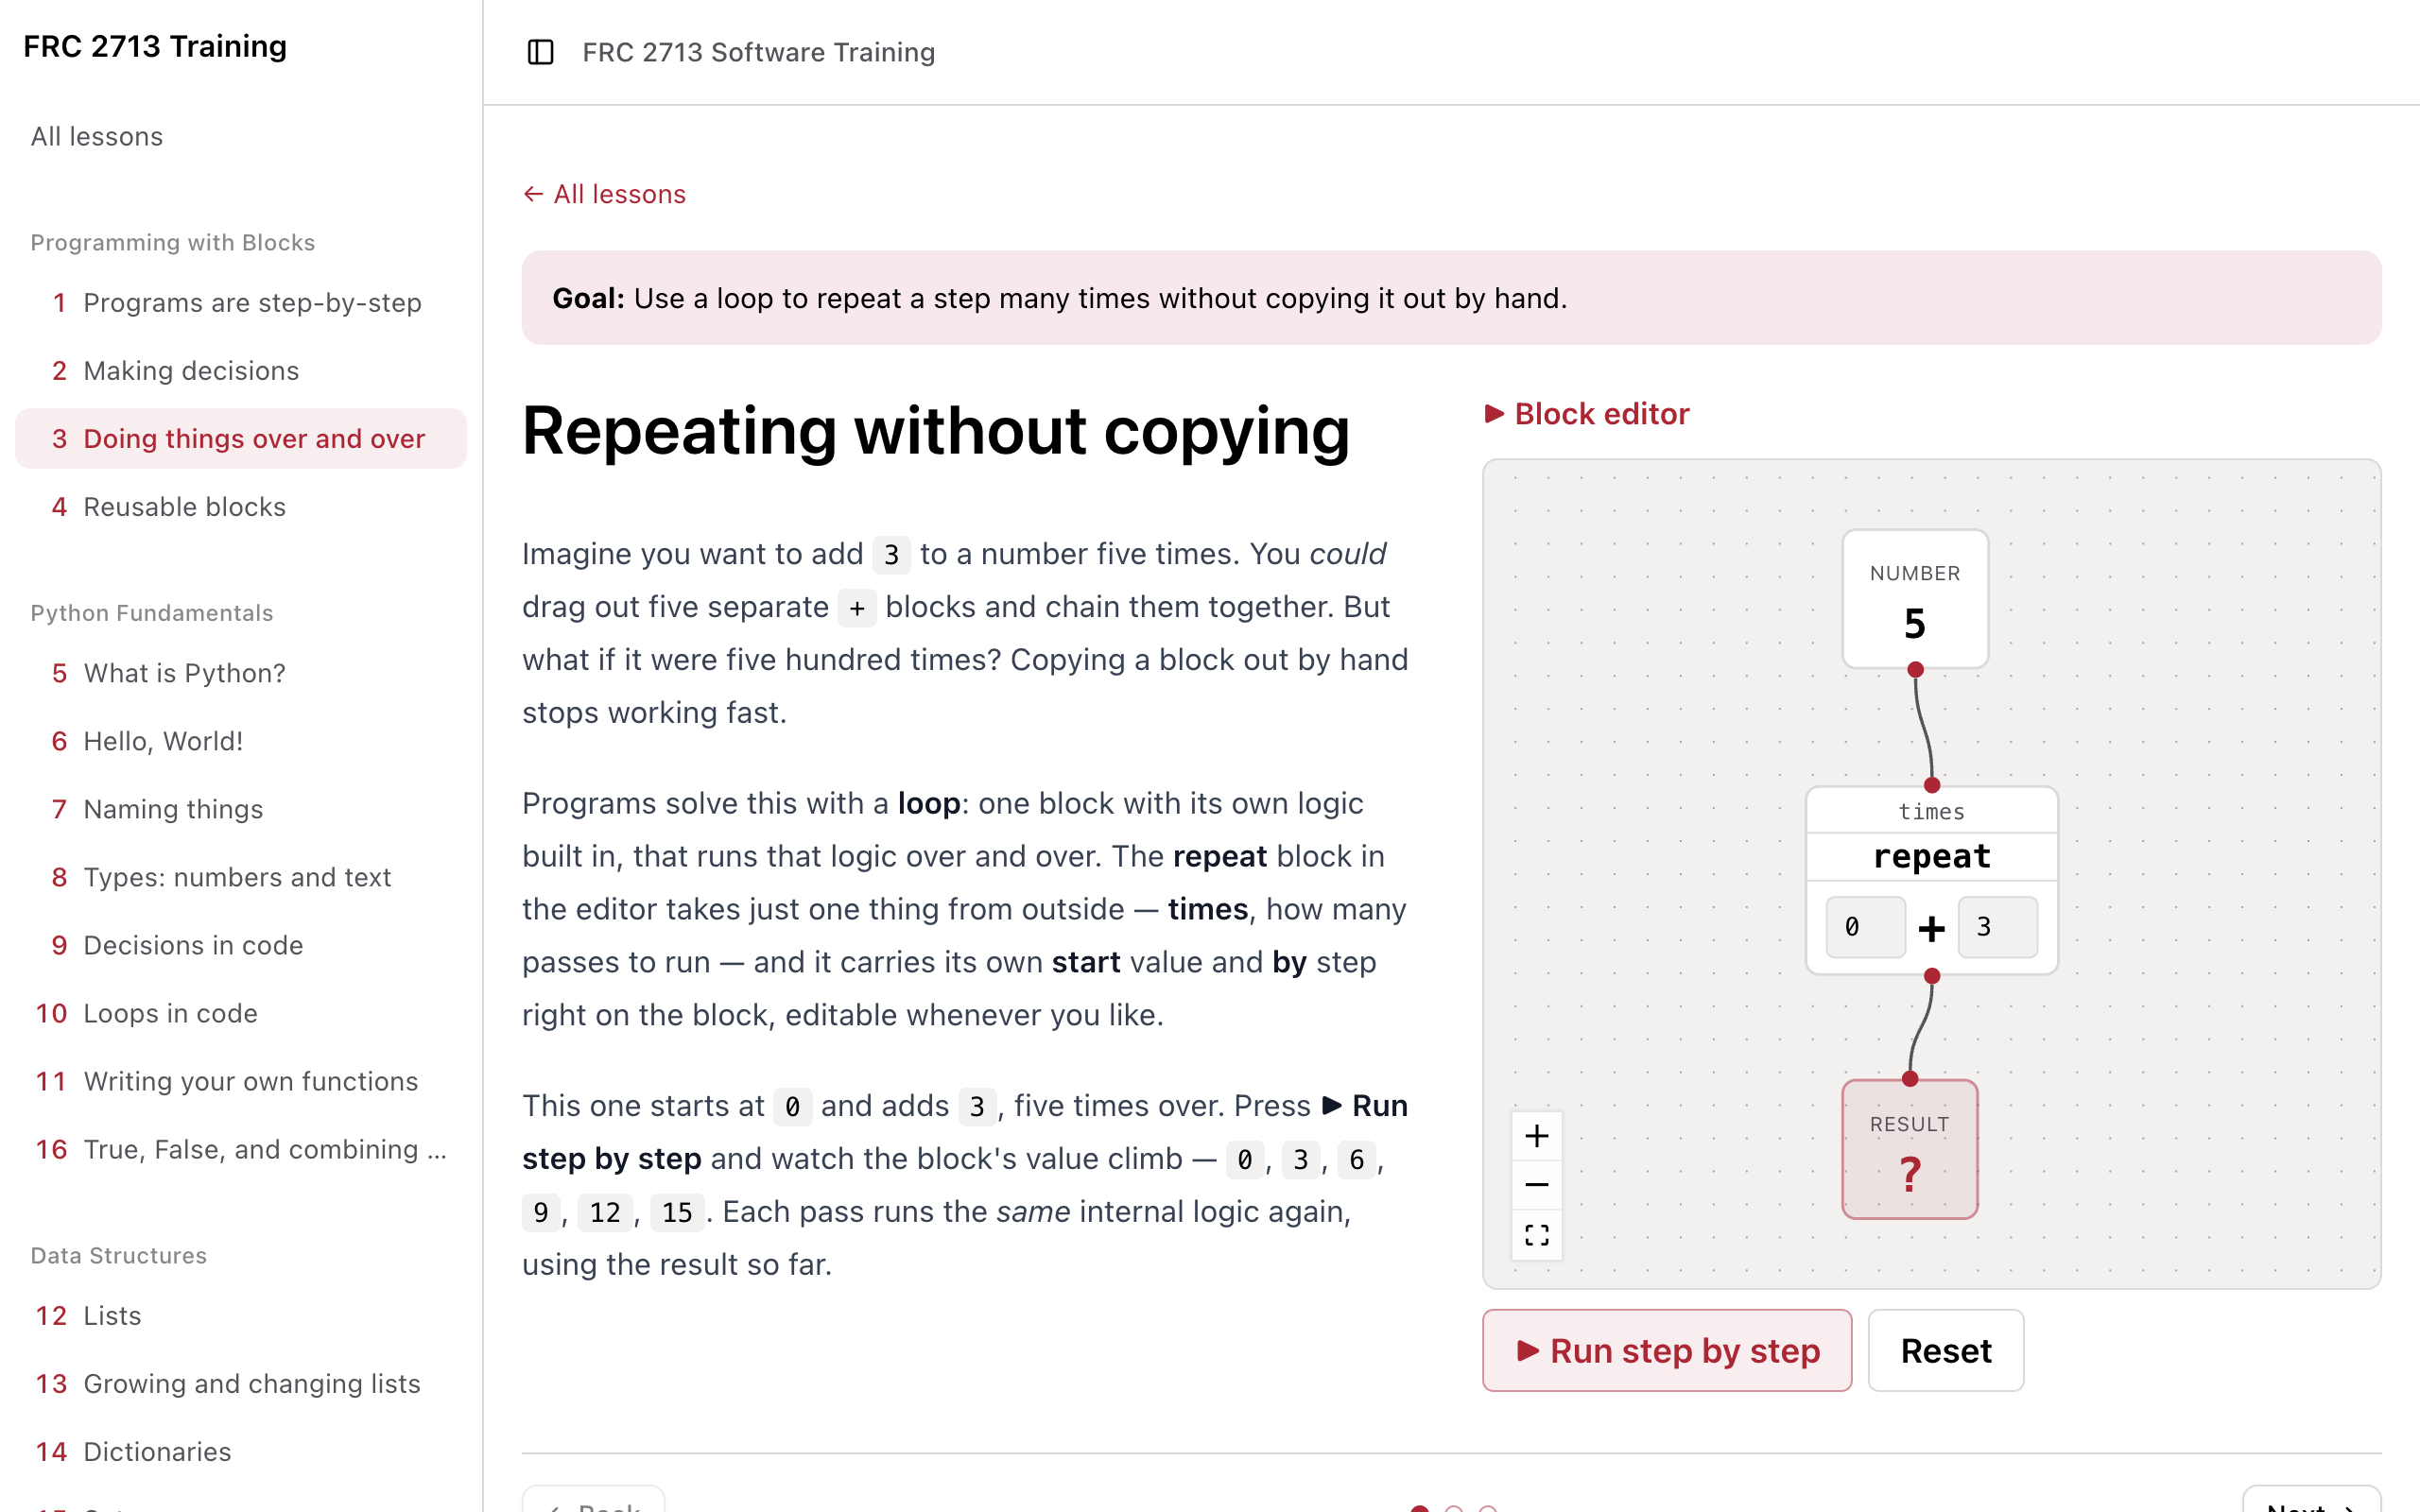 FRC 2713 Training
All lessons
Programming with Blocks
1 Programs are step-by-step
2 Making decisions
3 Doing things over and over
4 Reusable blocks
Python Fundamentals
5 What is Python?
6 Hello, World!
7 Naming things
8 Types: numbers and text
9 Decisions in code
10 Loops in code
11 Writing your own functions
16 True, False, and combining ...
Data Structures
12 Lists
13 Growing and changing lists
14 Dictionaries
FRC 2713 Software Training
← All lessons
Goal: Use a loop to repeat a step many times without copying it out by hand.
Repeating without copying
Imagine you want to add 3 to a number five times. You could
drag out five separate + blocks and chain them together. But
what if it were five hundred times? Copying a block out by hand
stops working fast.
Programs solve this with a loop: one block with its own logic
built in, that runs that logic over and over. The repeat block in
the editor takes just one thing from outside — times, how many
passes to run — and it carries its own start value and by step
right on the block, editable whenever you like.
This one starts at 0 and adds 3, five times over. Press ▶ Run
step by step and watch the block's value climb — 0, 3, 6,
9, 12, 15. Each pass runs the same internal logic again,
using the result so far.
▶ Block editor
NUMBER
5
times
repeat
0 + 3
RESULT
?
▶ Run step by step
Reset
Back
Next